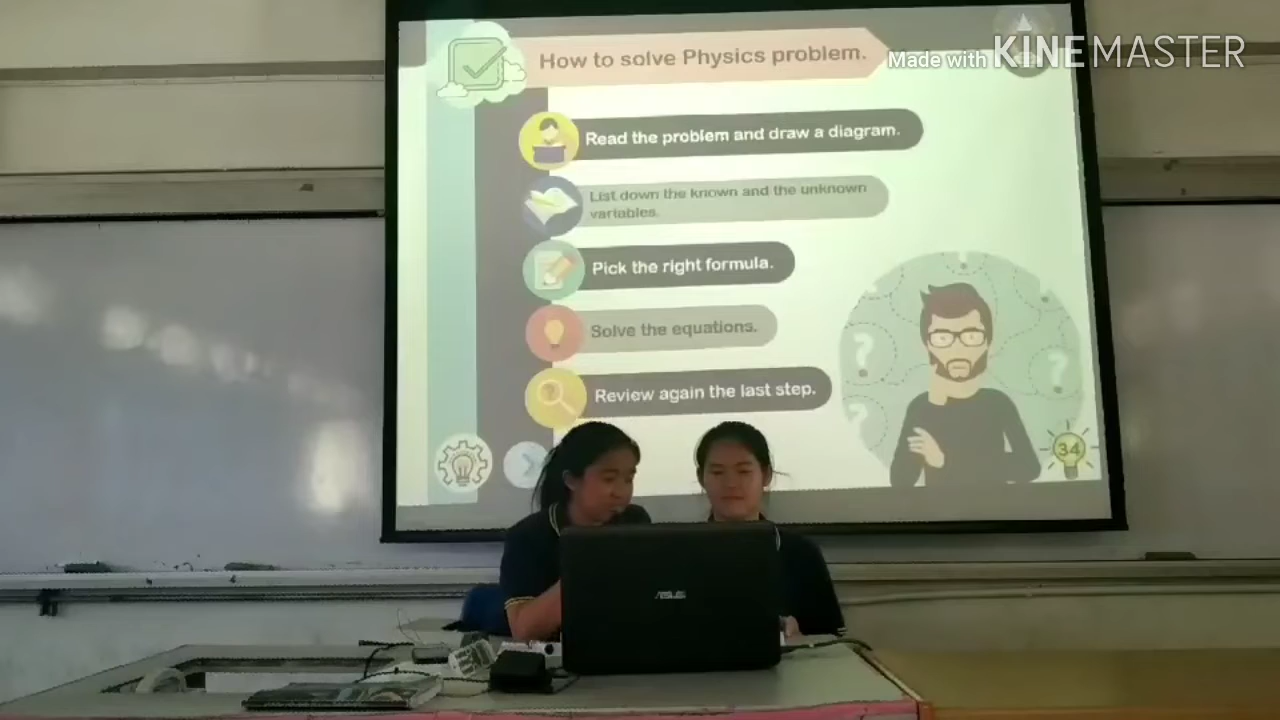 How to solve Physics problem.
Made with KINEMASTER
Read the problem and draw a diagram.
List down the known and the unknown
variables.
Pick the right formula.
Solve the equations.
Review again the last step.
34
ASUS